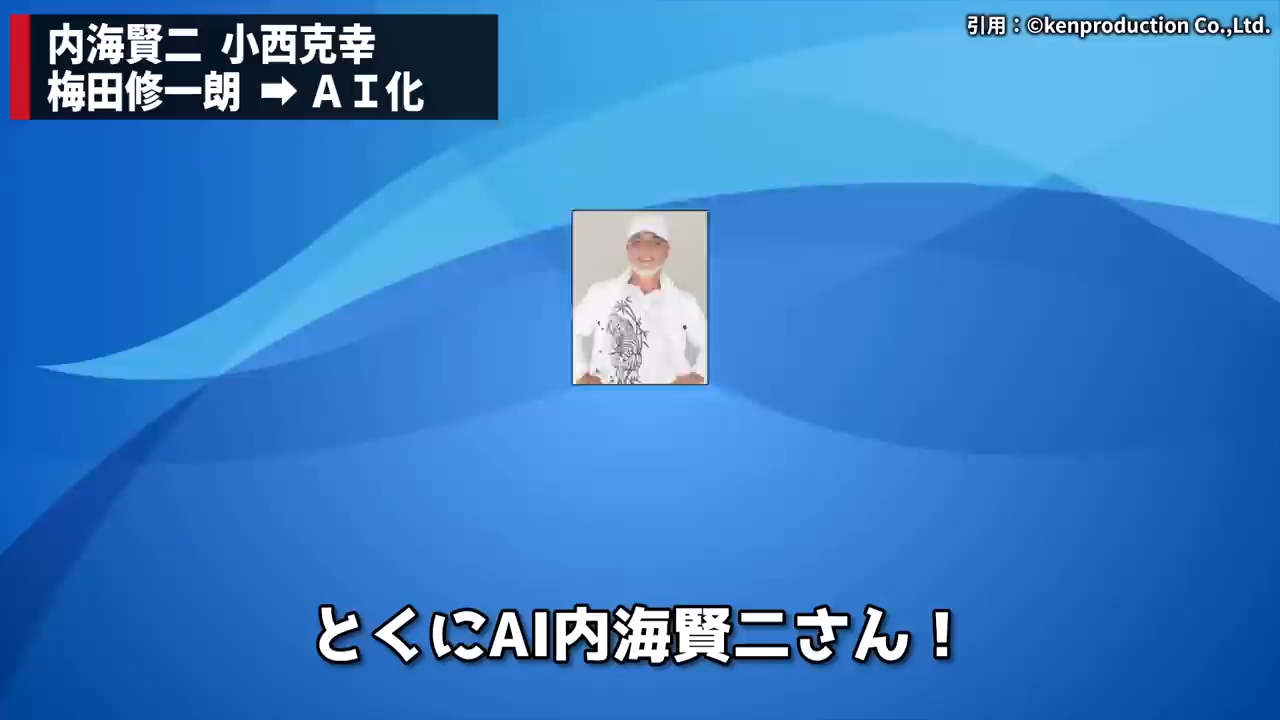 内海賢二 小西克幸
梅田修一朗 ➡ ＡＩ化
引用：©kenproduction Co.,Ltd.
とくにAI内海賢二さん！